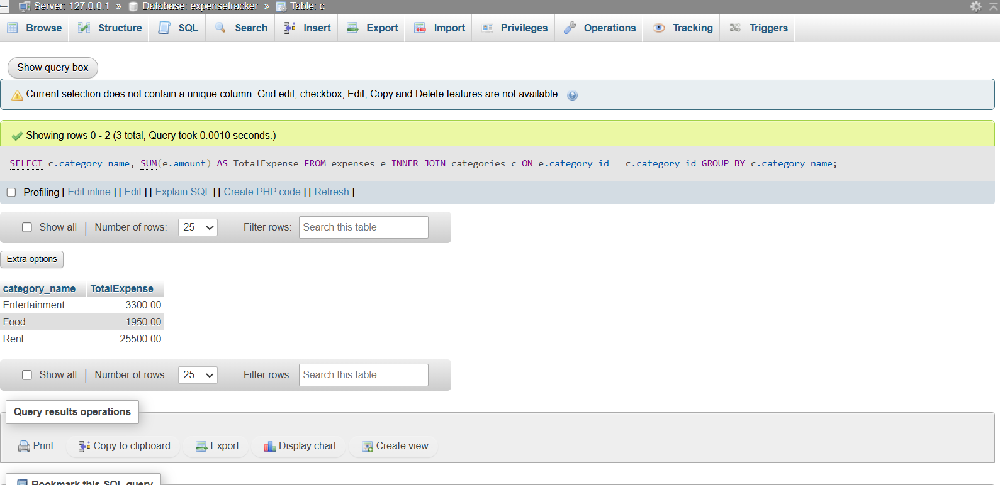 Server: 127.0.0.1 » Database: expensetracker » Table: c
Browse Structure SQL Search Insert Export Import Privileges Operations Tracking Triggers
Show query box
Current selection does not contain a unique column. Grid edit, checkbox, Edit, Copy and Delete features are not available.
Showing rows 0 - 2 (3 total, Query took 0.0010 seconds.)
SELECT c.category_name, SUM(e.amount) AS TotalExpense FROM expenses e INNER JOIN categories c ON e.category_id = c.category_id GROUP BY c.category_name;
Profiling [ Edit inline ] [ Edit ] [ Explain SQL ] [ Create PHP code ] [ Refresh ]
Show all | Number of rows: 25 Filter rows: Search this table
Extra options
category_name TotalExpense
Entertainment 3300.00
Food 1950.00
Rent 25500.00
Show all | Number of rows: 25 Filter rows: Search this table
Query results operations
Print Copy to clipboard Export Display chart Create view
Bookmark this SQL query